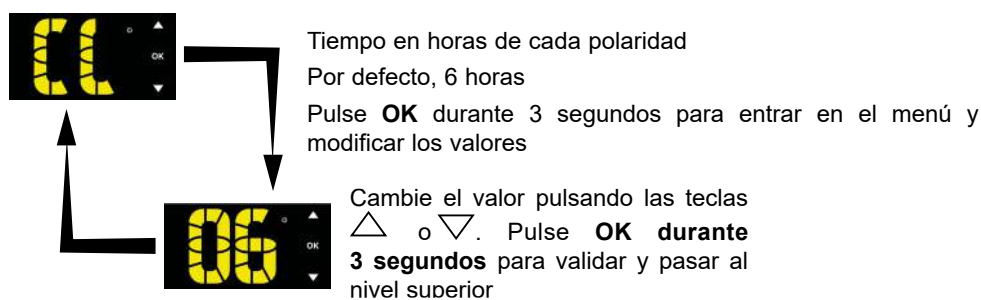 CL
OK
Tiempo en horas de cada polaridad
Por defecto, 6 horas
Pulse OK durante 3 segundos para entrar en el menú y
modificar los valores
06
OK
Cambie el valor pulsando las teclas
△ o ▽. Pulse OK durante
3 segundos para validar y pasar al
nivel superior